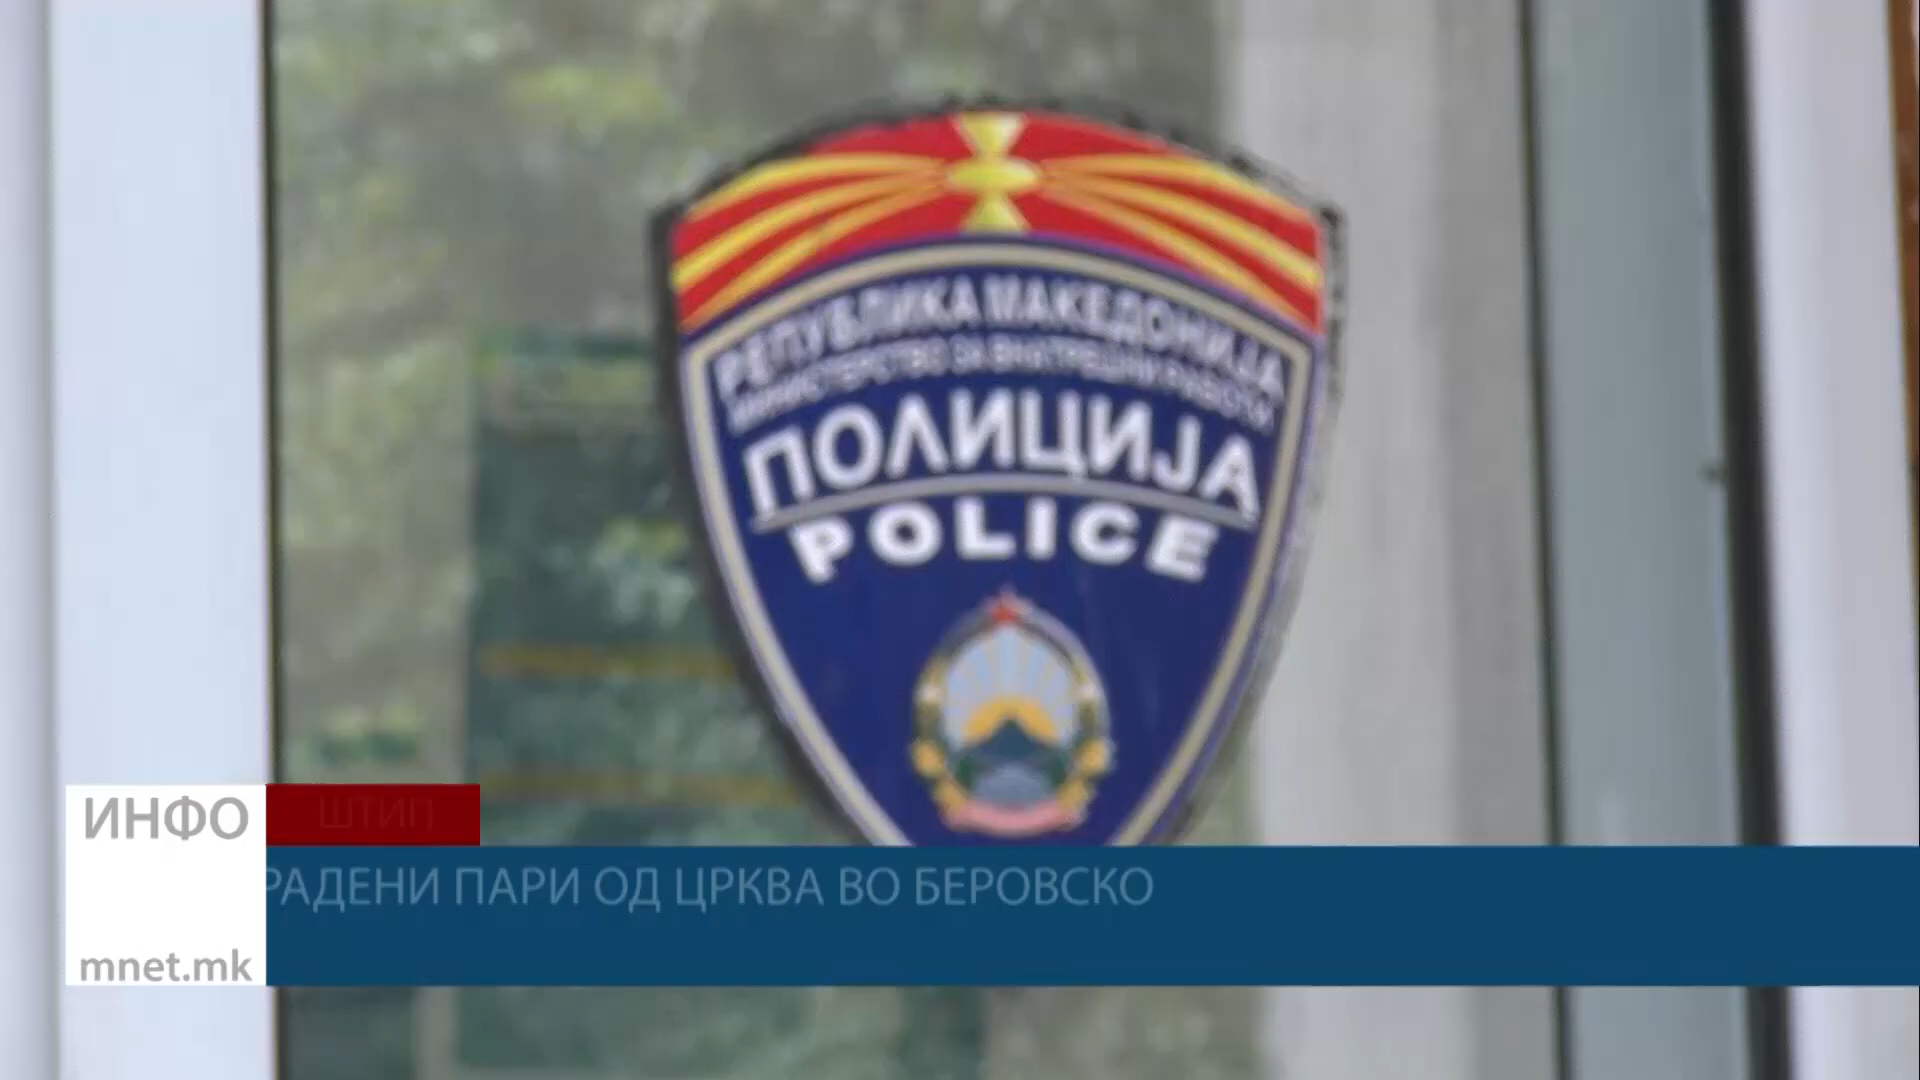 РЕПУБЛИКА МАКЕДОНИЈА
МИНИСТЕРСТВО ЗА ВНАТРЕШНИ РАБОТИ
ПОЛИЦИЈА
POLICE
ИНФО
ШТИП
РАДЕНИ ПАРИ ОД ЦРКВА ВО БЕРОВСКО
mnet.mk